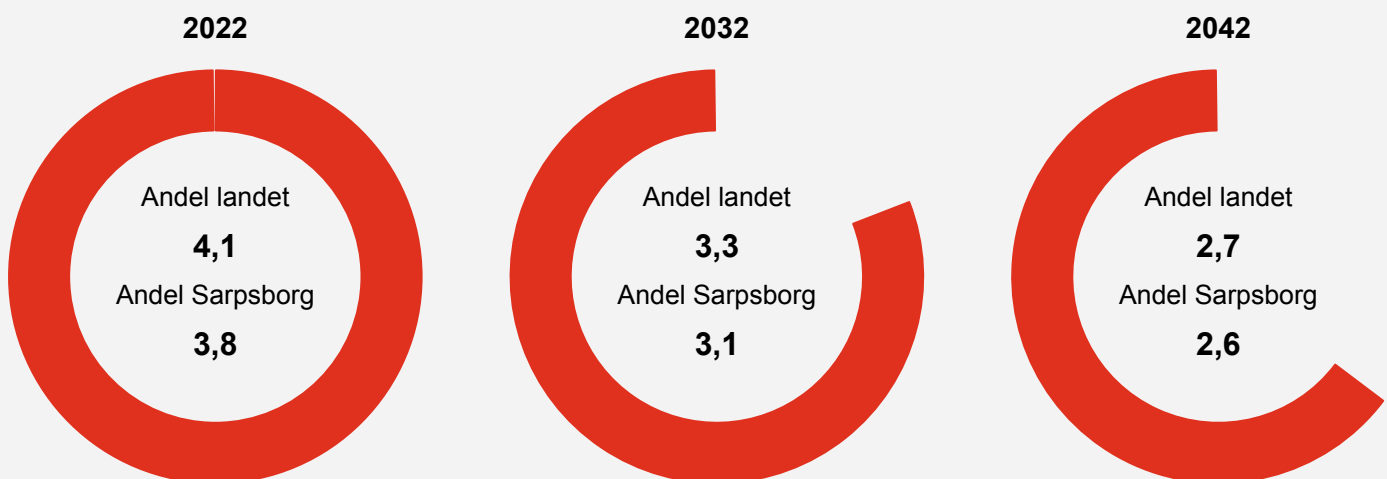 2022
Andel landet
4,1
Andel Sarpsborg
3,8
2032
Andel landet
3,3
Andel Sarpsborg
3,1
2042
Andel landet
2,7
Andel Sarpsborg
2,6